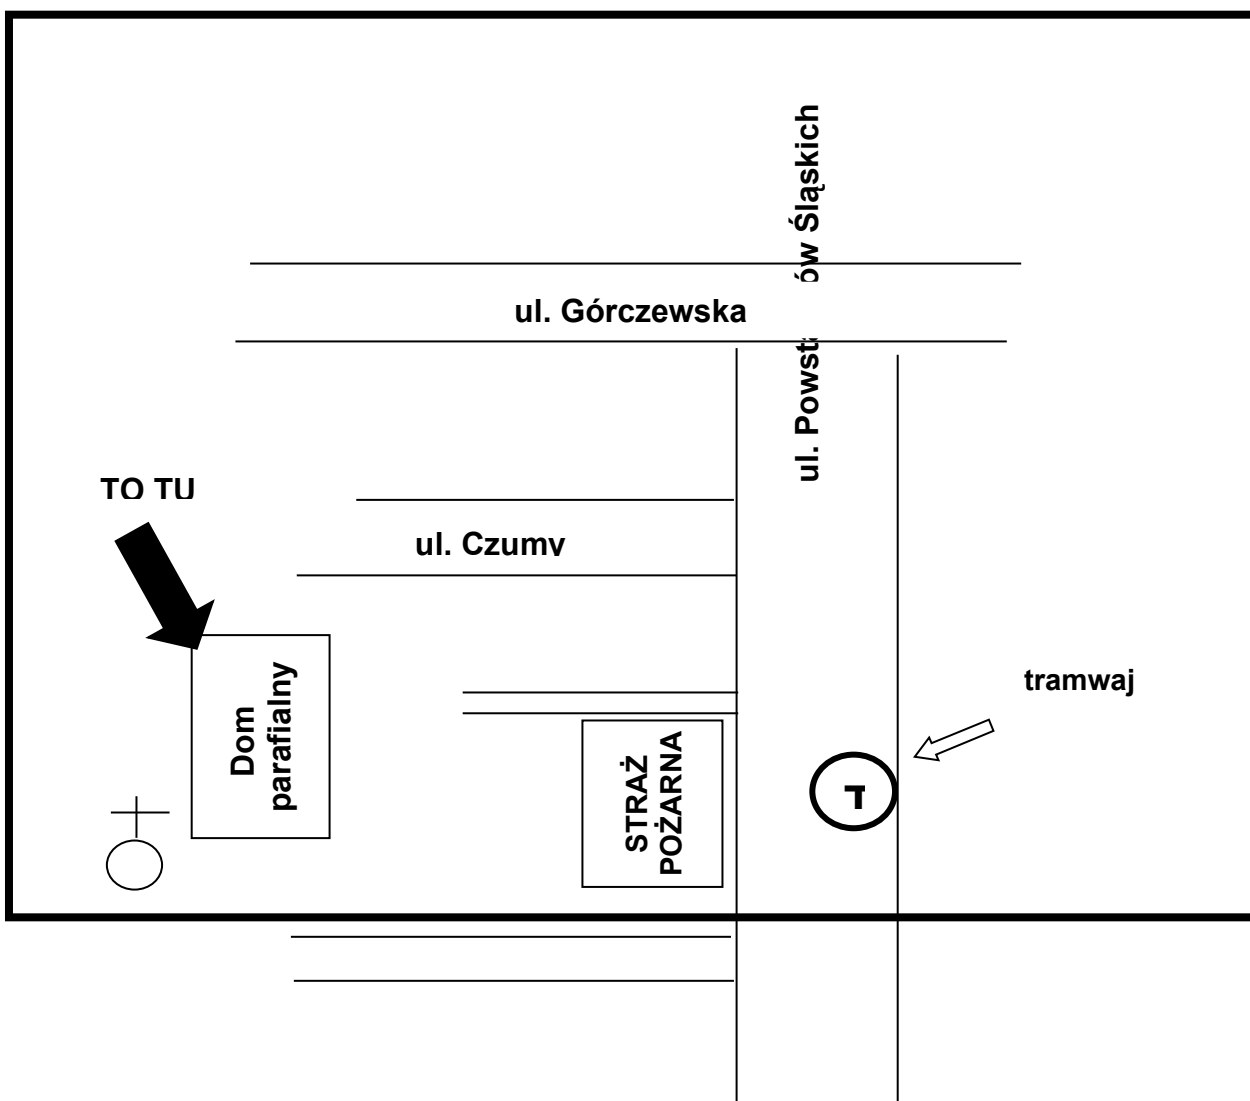 ul. Powst ów Śląskich
ul. Górczewska
TO TU
ul. Czumy
tramwaj
Dom
parafialny
STRAŻ
POŻARNA
T